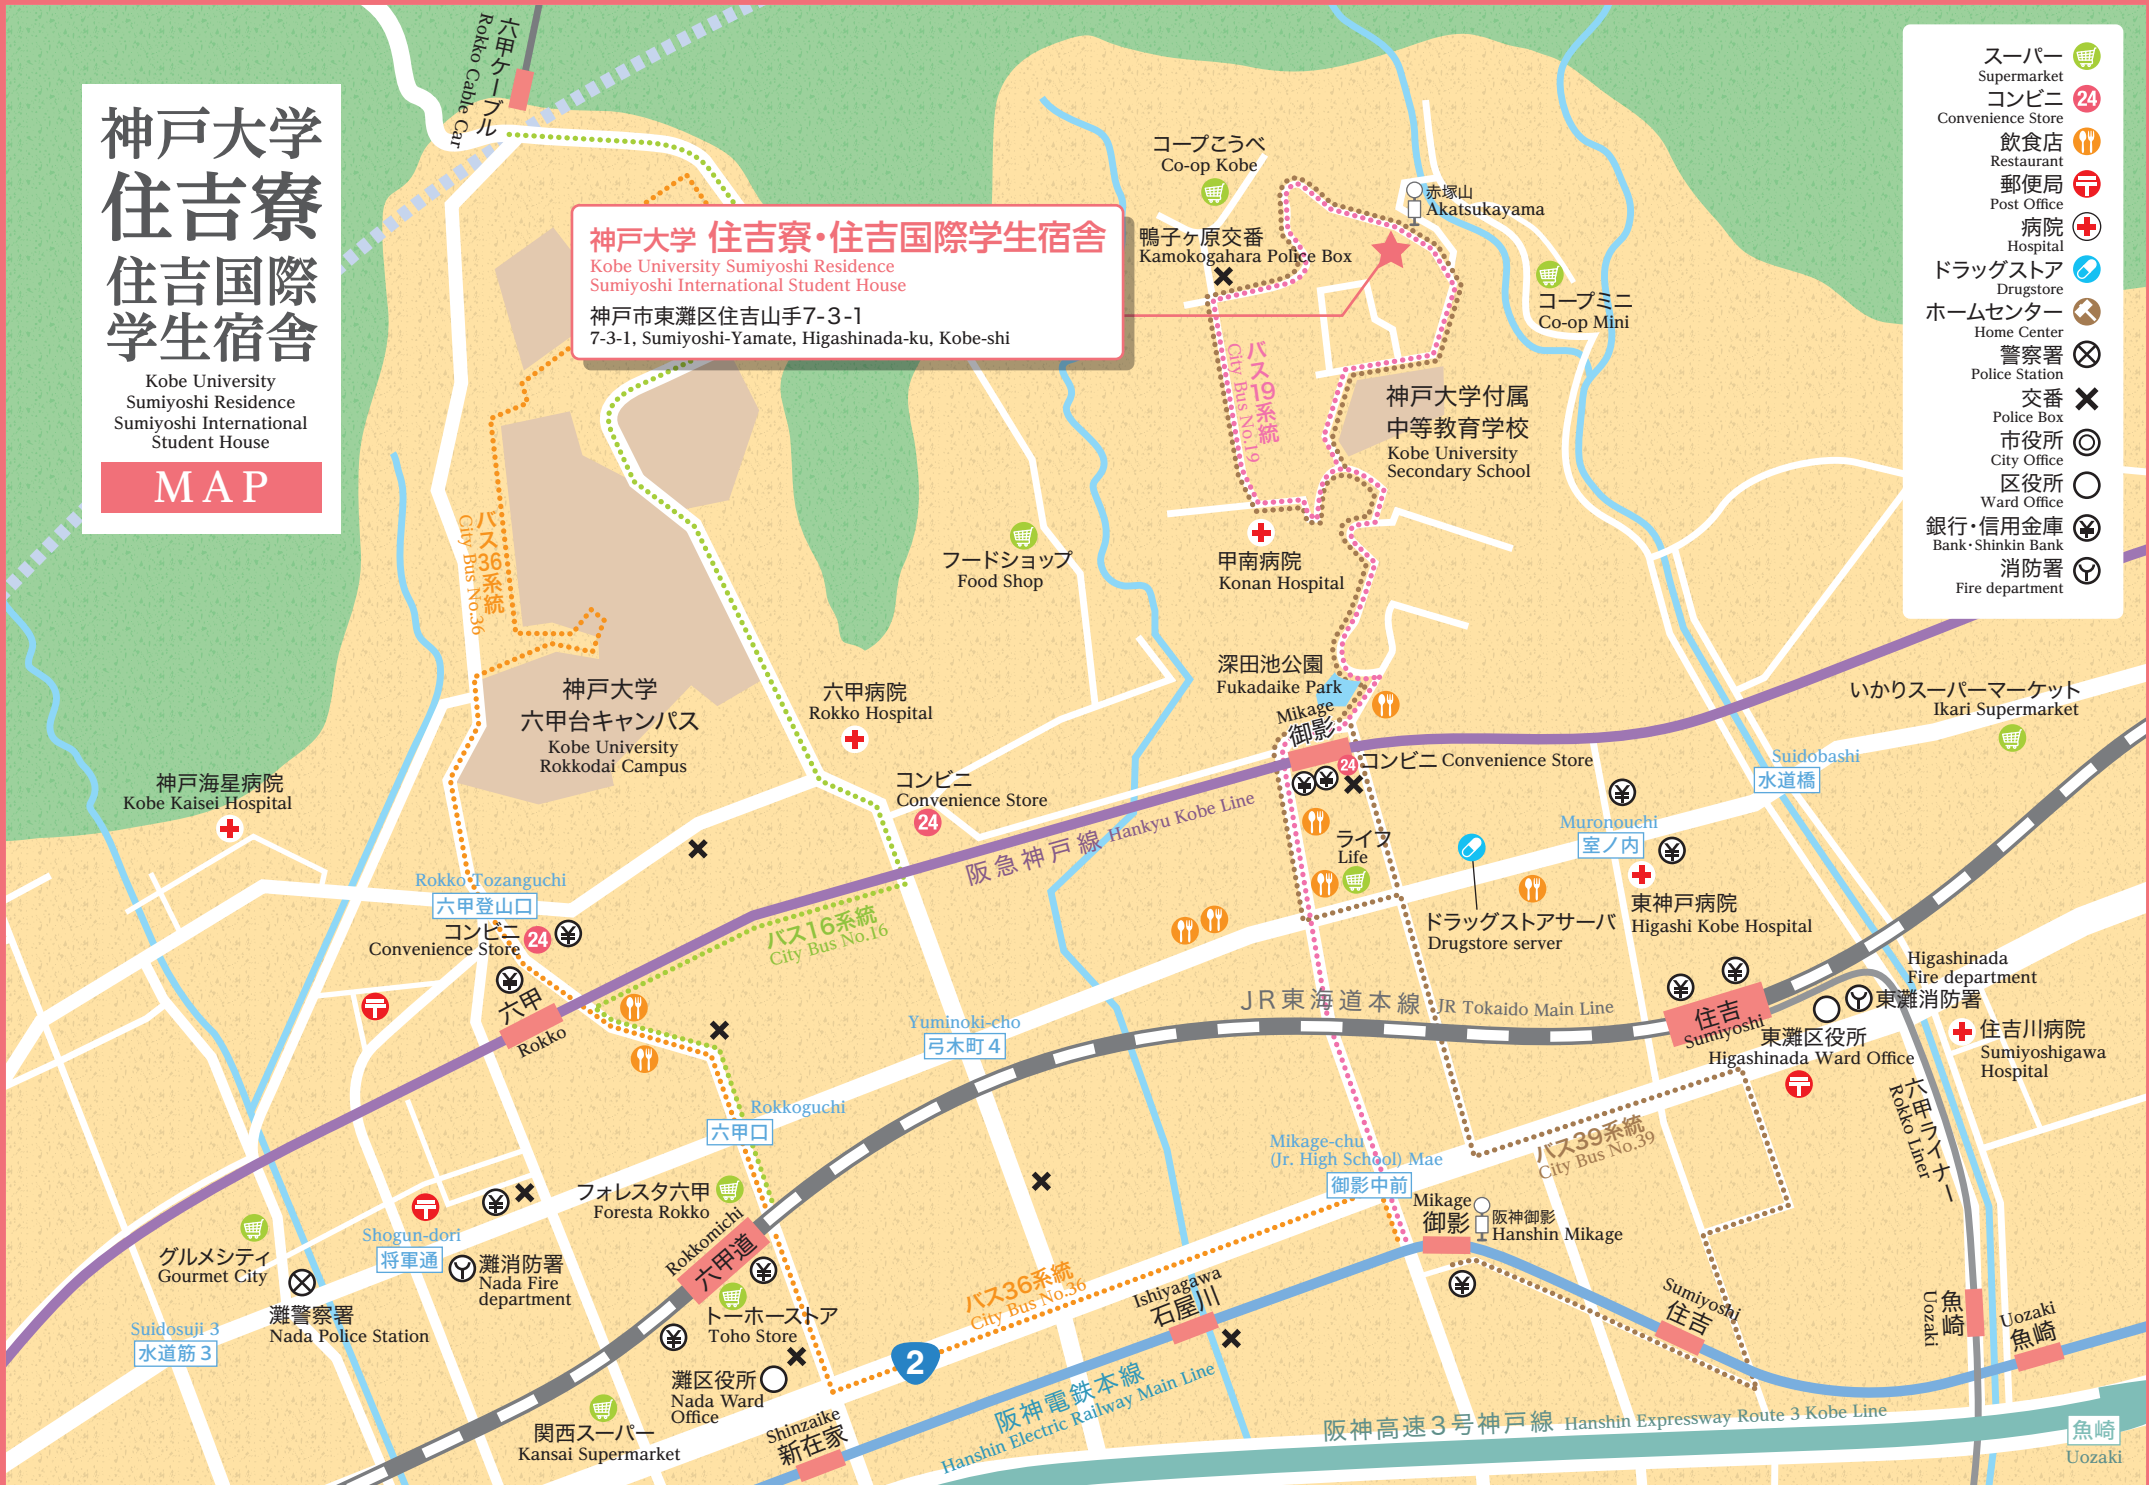 神戸大学
住吉寮
住吉国際
学生宿舎
Kobe University
Sumiyoshi Residence
Sumiyoshi International
Student House
MAP
六甲ケーブル
Rokko Cable Car
神戸大学 住吉寮・住吉国際学生宿舎
Kobe University Sumiyoshi Residence
Sumiyoshi International Student House
神戸市東灘区住吉山手7-3-1
7-3-1, Sumiyoshi-Yamate, Higashinada-ku, Kobe-shi
コープこうべ
Co-op Kobe
鴨子ヶ原交番
Kamokogahara Police Box
赤塚山
Akatsukayama
コープミニ
Co-op Mini
バス19系統
City Bus No.19
神戸大学付属
中等教育学校
Kobe University
Secondary School
スーパー
Supermarket
24
コンビニ
Convenience Store
飲食店
Restaurant
郵便局
Post Office
病院
Hospital
ドラッグストア
Drugstore
ホームセンター
Home Center
警察署
Police Station
交番
Police Box
市役所
City Office
区役所
Ward Office
銀行・信用金庫
Bank・Shinkin Bank
消防署
Fire department
バス36系統
City Bus No.36
フードショップ
Food Shop
甲南病院
Konan Hospital
神戸大学
六甲台キャンパス
Kobe University
Rokkodai Campus
六甲病院
Rokko Hospital
深田池公園
Fukadaike Park
Mikage
御影
24
コンビニ Convenience Store
いかりスーパーマーケット
Ikari Supermarket
Suidobashi
水道橋
神戸海星病院
Kobe Kaisei Hospital
コンビニ
Convenience Store
24
阪急神戸線 Hankyu Kobe Line
ライフ
Life
Muronouchi
室ノ内
Rokko Tozanguchi
六甲登山口
コンビニ
Convenience Store
24
バス16系統
City Bus No.16
ドラッグストアサーバ
Drugstore server
東神戸病院
Higashi Kobe Hospital
六甲
Rokko
Yuminoki-cho
弓木町４
JR東海道本線 JR Tokaido Main Line
住吉
Sumiyoshi
Higashinada
Fire department
東灘消防署
東灘区役所
Higashinada Ward Office
住吉川病院
Sumiyoshigawa
Hospital
六甲ライナー
Rokko Liner
Rokkoguchi
六甲口
Mikage-chu
(Jr. High School) Mae
御影中前
バス39系統
City Bus No.39
フォレスタ六甲
Foresta Rokko
Rokkomichi
六甲道
Mikage
御影
阪神御影
Hanshin Mikage
Shogun-dori
将軍通
グルメシティ
Gourmet City
灘消防署
Nada Fire
department
灘警察署
Nada Police Station
Suidosuji 3
水道筋３
トーホーストア
Toho Store
バス36系統
City Bus No.36
Ishiyagawa
石屋川
Sumiyoshi
住吉
魚崎
Uozaki
Uozaki
魚崎
2
灘区役所
Nada Ward
Office
関西スーパー
Kansai Supermarket
Shinzaike
新在家
阪神電鉄本線
Hanshin Electric Railway Main Line
阪神高速３号神戸線 Hanshin Expressway Route 3 Kobe Line
魚崎
Uozaki